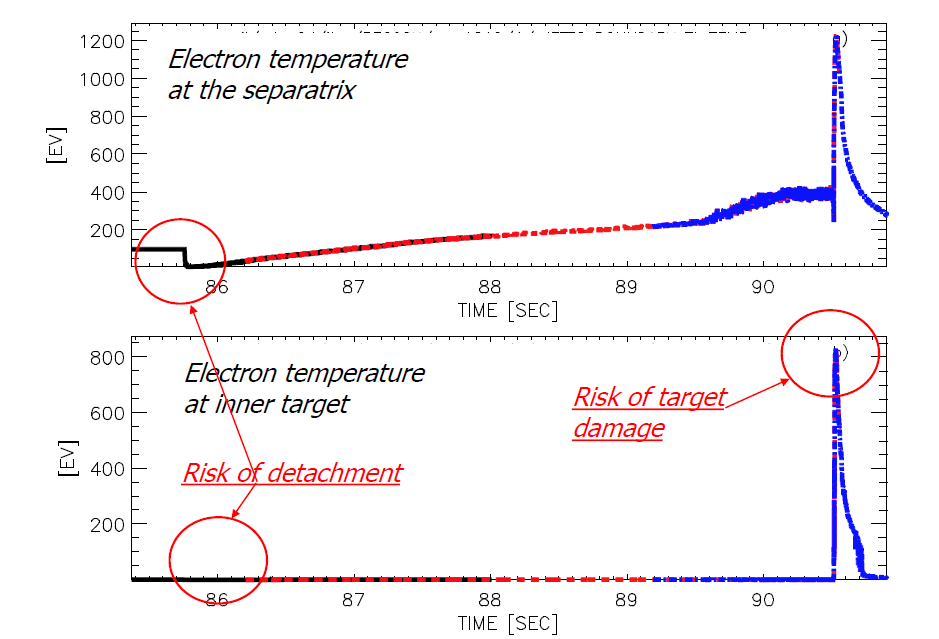 1200
1000
800
600
400
200
[EV]
Electron temperature
at the separatrix
)
86
87
88
89
90
TIME [SEC]
800
600
400
200
[EV]
Electron temperature
at inner target
Risk of detachment
Risk of target
damage
)
86
87
88
89
90
TIME [SEC]